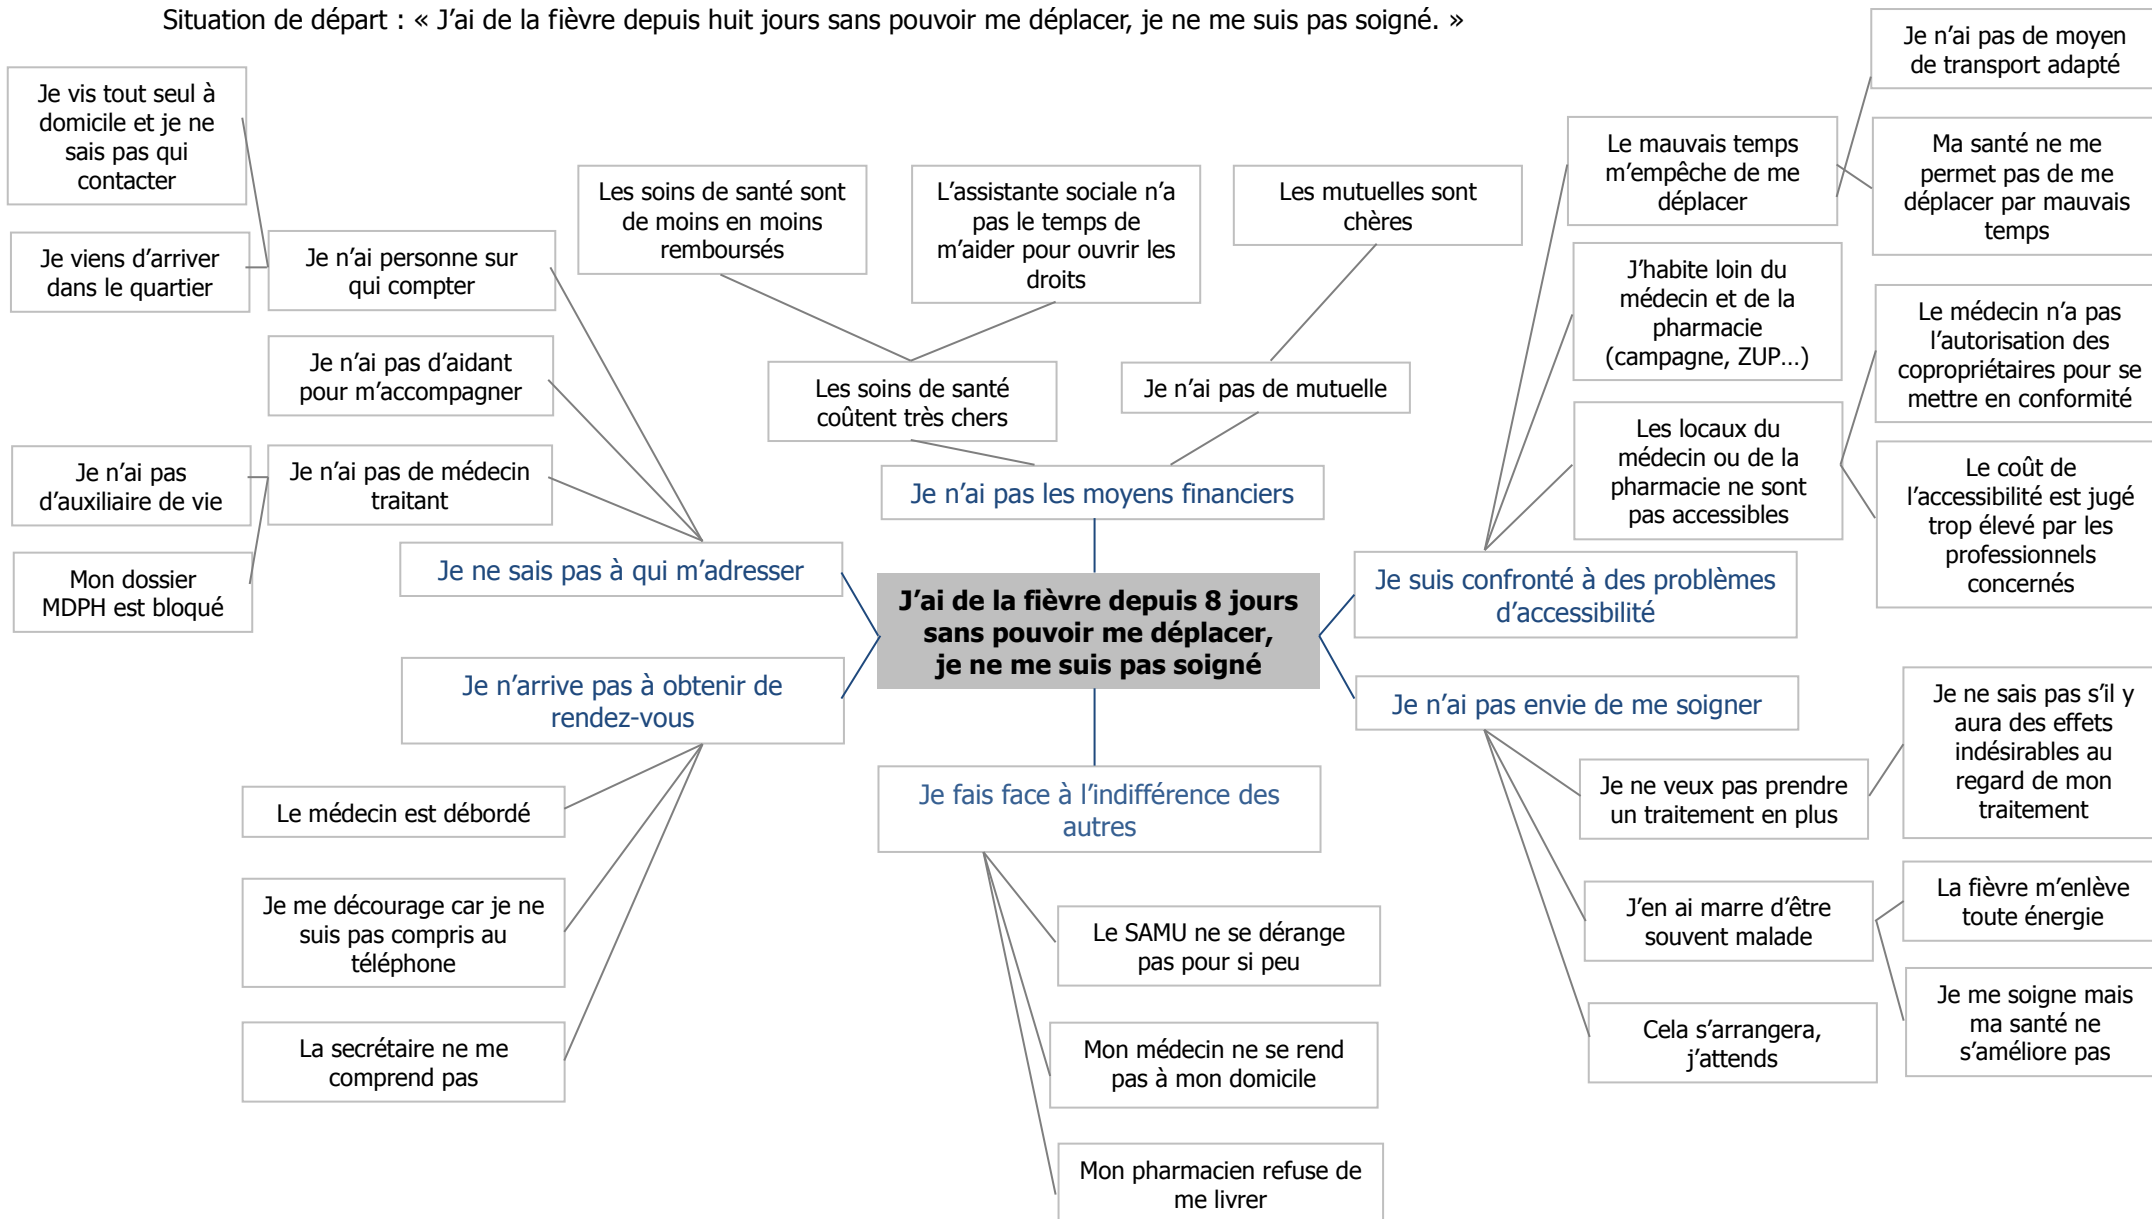 Situation de départ : « J’ai de la fièvre depuis huit jours sans pouvoir me déplacer, je ne me suis pas soigné. »
Je vis tout seul à
domicile et je ne
sais pas qui
contacter
Je viens d’arriver
dans le quartier
Je n’ai personne sur
qui compter
Je n’ai pas d’aidant
pour m’accompagner
Je n’ai pas
d’auxiliaire de vie
Je n’ai pas de médecin
traitant
Mon dossier
MDPH est bloqué
Je ne sais pas à qui m’adresser
Les soins de santé sont
de moins en moins
remboursés
L’assistante sociale n’a
pas le temps de
m’aider pour ouvrir les
droits
Les mutuelles sont
chères
Les soins de santé
coûtent très chers
Je n’ai pas de mutuelle
Je n’ai pas les moyens financiers
Je n’ai pas de moyen
de transport adapté
Le mauvais temps
m’empêche de me
déplacer
Ma santé ne me
permet pas de me
déplacer par mauvais
temps
J’habite loin du
médecin et de la
pharmacie
(campagne, ZUP…)
Le médecin n’a pas
l’autorisation des
copropriétaires pour se
mettre en conformité
Les locaux du
médecin ou de la
pharmacie ne sont
pas accessibles
Le coût de
l’accessibilité est jugé
trop élevé par les
professionnels
concernés
Je suis confronté à des problèmes
d’accessibilité
J’ai de la fièvre depuis 8 jours
sans pouvoir me déplacer,
je ne me suis pas soigné
Je n’arrive pas à obtenir de
rendez-vous
Le médecin est débordé
Je me décourage car je ne
suis pas compris au
téléphone
La secrétaire ne me
comprend pas
Je fais face à l’indifférence des
autres
Le SAMU ne se dérange
pas pour si peu
Mon médecin ne se rend
pas à mon domicile
Mon pharmacien refuse de
me livrer
Je n’ai pas envie de me soigner
Je ne veux pas prendre
un traitement en plus
Je ne sais pas s’il y
aura des effets
indésirables au
regard de mon
traitement
J’en ai marre d’être
souvent malade
La fièvre m’enlève
toute énergie
Je me soigne mais
ma santé ne
s’améliore pas
Cela s’arrangera,
j’attends